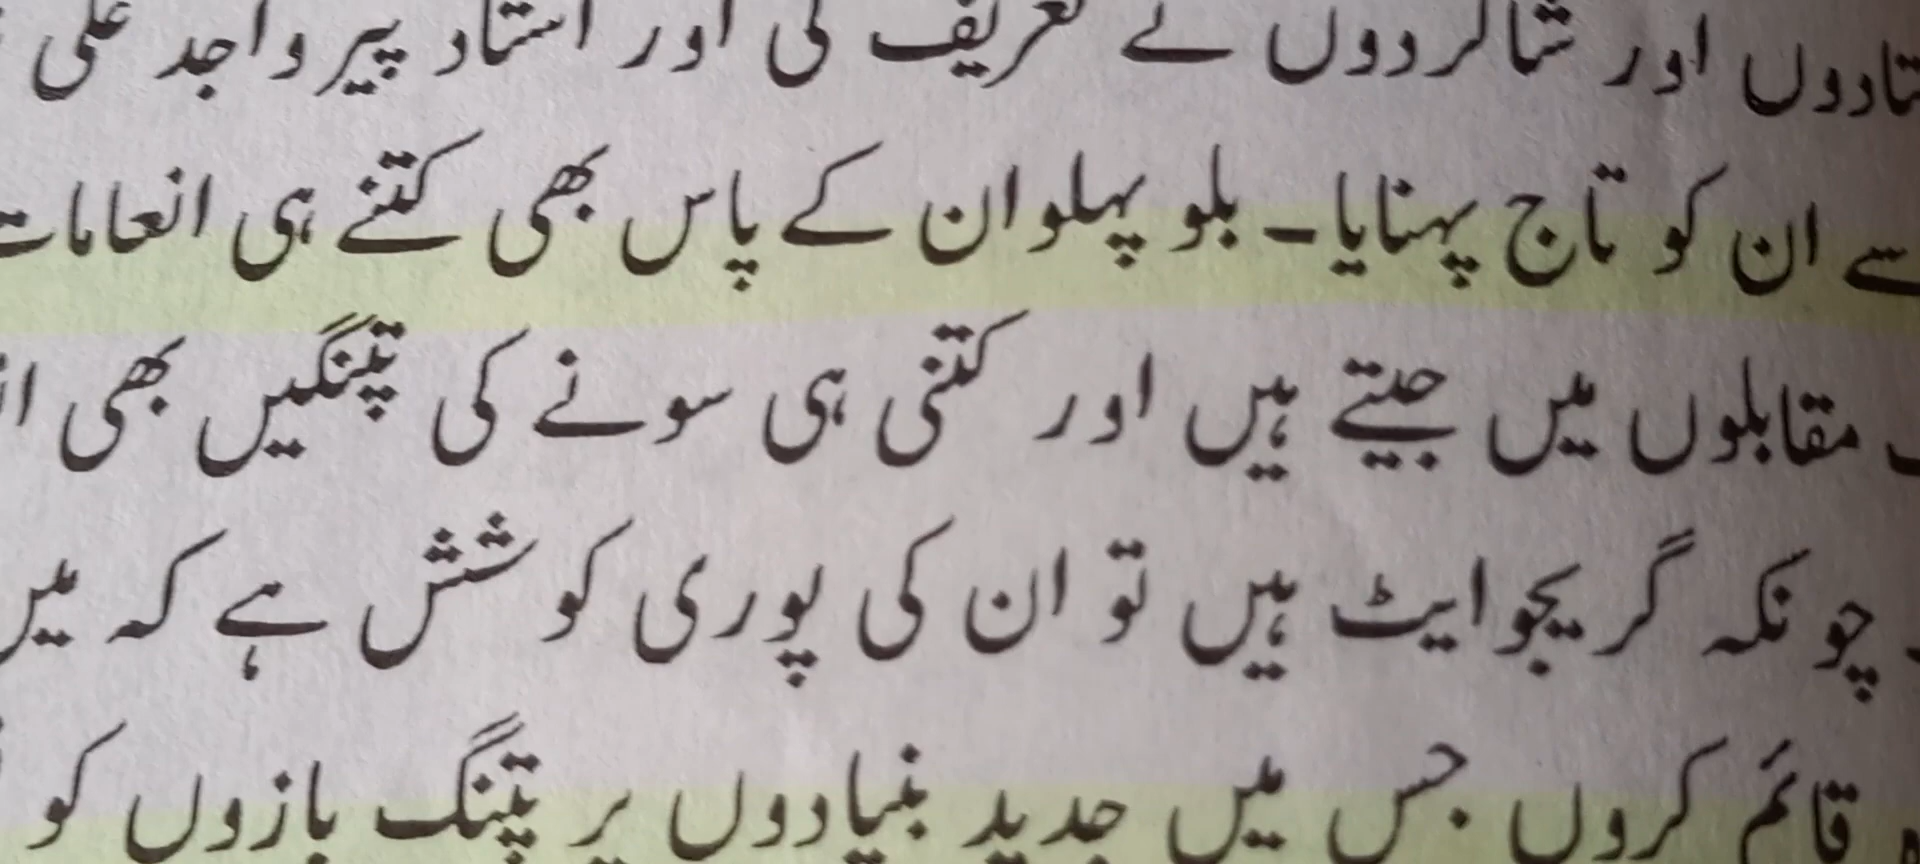 تادوں اور شاگردوں نے تعریف کی اور استاد پیر واجد علی
سے ان کو تاج پہنایا۔ بلو پہلوان کے پاس بھی کتنے ہی انعامات
مقابلوں میں جیتے ہیں اور کتنی ہی سونے کی پتنگیں بھی
چونکہ گریجوایٹ ہیں تو ان کی پوری کوشش ہے کہ میں
قائم کروں جس میں جدید بنیادوں پر پتنگ بازوں کو